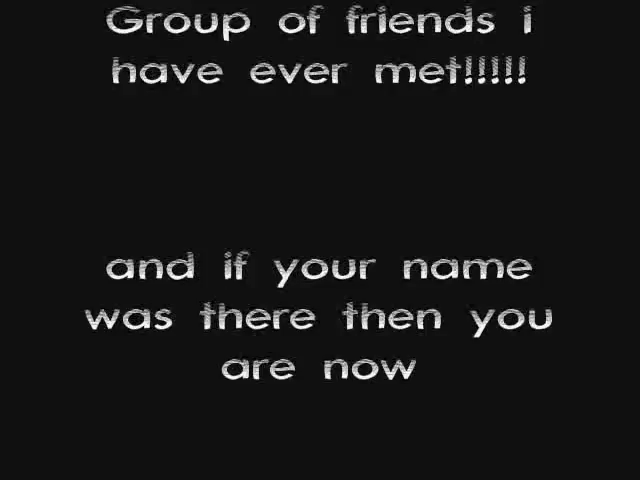 Group of friends i
have ever met!!!!!
and if your name
was there then you
are now